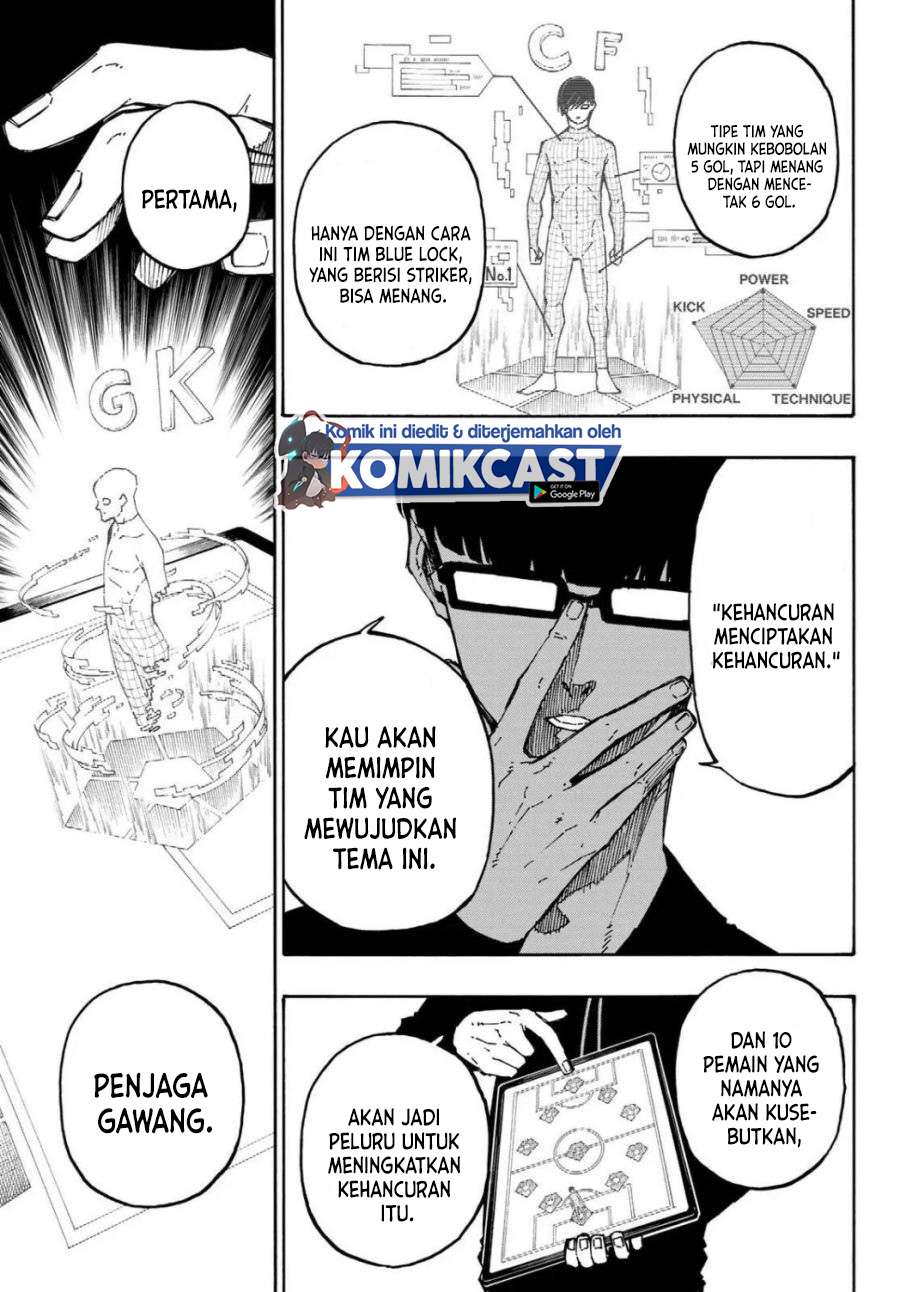 C F
TIPE TIM YANG
MUNGKIN KEBOBOLAN
5 GOL, TAPI MENANG
DENGAN MENCE-
TAK 6 GOL.
HANYA DENGAN CARA
INI TIM BLUE LOCK,
YANG BERISI STRIKER,
BISA MENANG.
No.1
POWER
KICK
SPEED
PHYSICAL
TECHNIQUE
Komik ini diedit & diterjemahkan oleh
KOMIKCAST
GET IT ON
Google Play
"KEHANCURAN
MENCIPTAKAN
KEHANCURAN."
KAU AKAN
MEMIMPIN
TIM YANG
MEWUJUDKAN
TEMA INI.
DAN 10
PEMAIN YANG
NAMANYA
AKAN KUSE-
BUTKAN,
AKAN JADI
PELURU UNTUK
MENINGKATKAN
KEHANCURAN
ITU.
PERTAMA,
GK
PENJAGA
GAWANG.